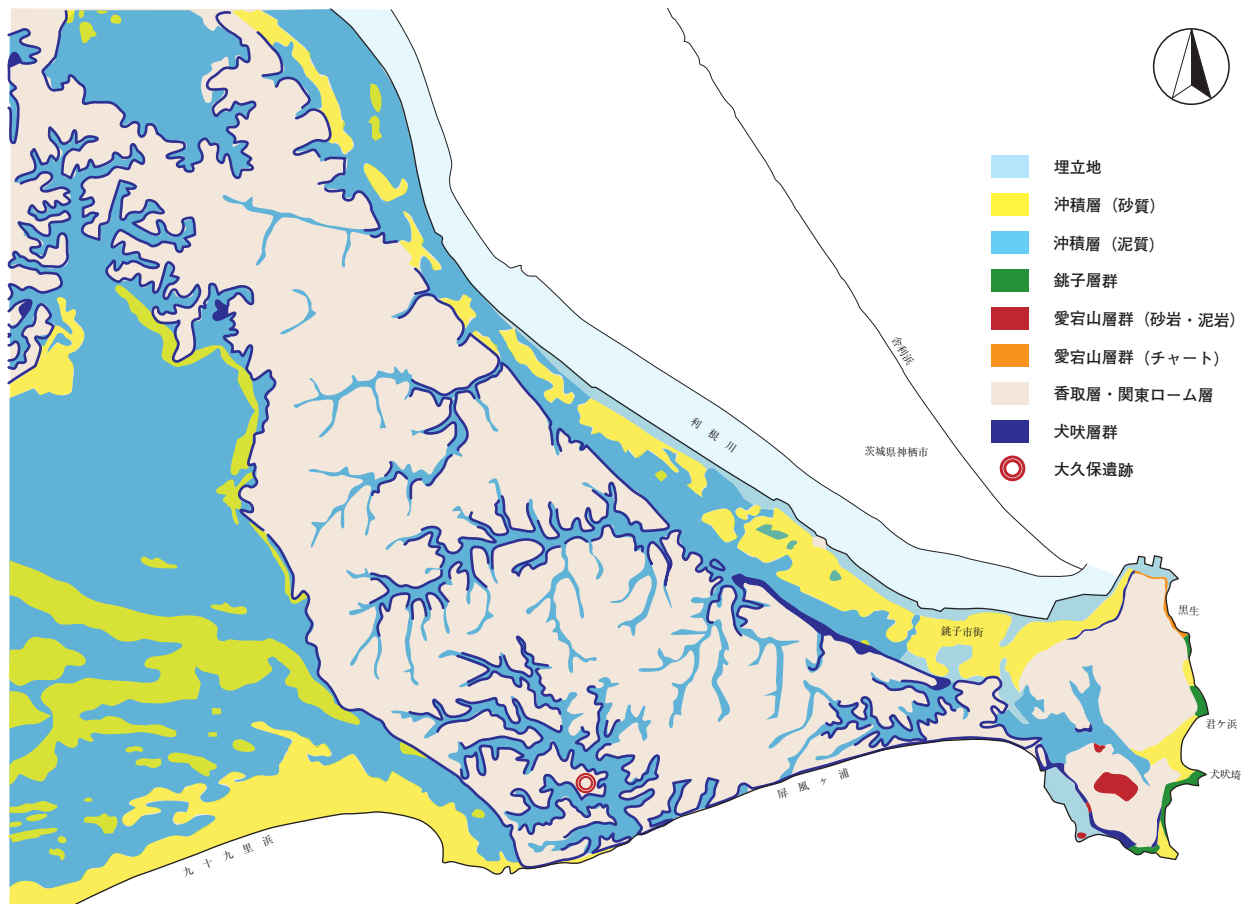 埋立地
沖積層（砂質）
沖積層（泥質）
銚子層群
愛宕山層群（砂岩・泥岩）
愛宕山層群（チャート）
香取層・関東ローム層
犬吠層群
大久保遺跡
舎利浜
利根川
茨城県神栖市
銚子市街
黒生
君ケ浜
犬吠埼
屏風ヶ浦
九十九里浜